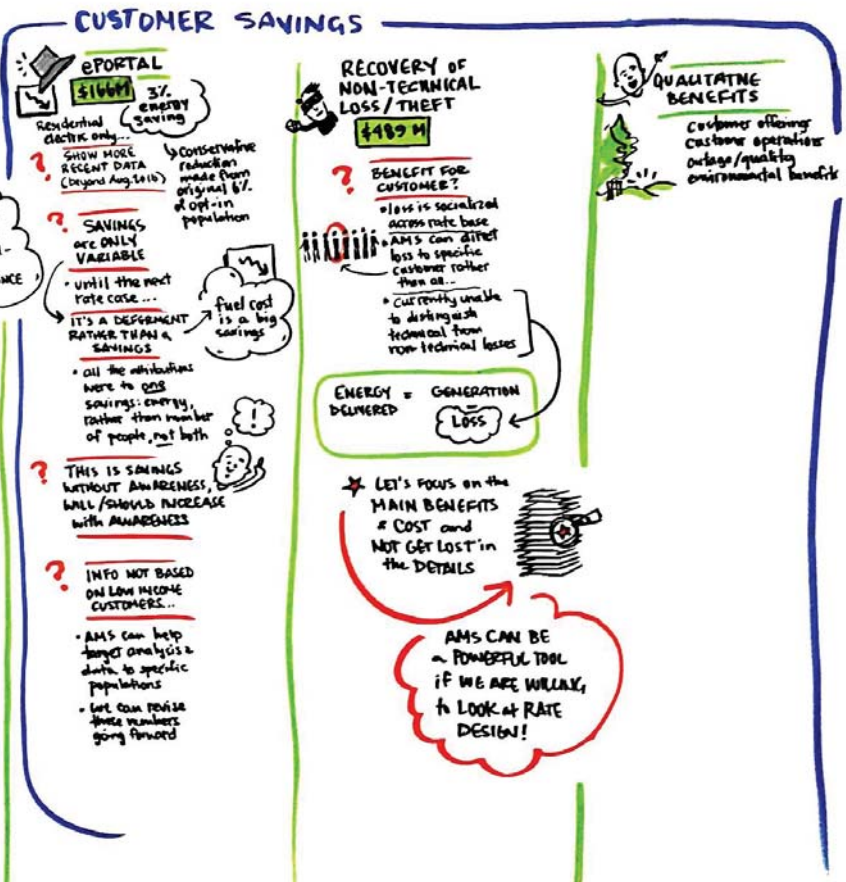 CUSTOMER SAVINGS
ePORTAL
$166M
3%
energy
saving
Residential
electric only...
↳ conservative
reduction
made from
original 6%
of opt-in
population
? SHOW MORE
RECENT DATA
(beyond Aug. 2016)
? SAVINGS
are ONLY
VARIABLE
• until the next
rate case...
IT'S A DEFERMENT
RATHER THAN a
SAVINGS
fuel cost
is a big
savings
• all the attributions
were to one
savings: energy,
rather than number
of people, not both
!
? THIS IS SAVINGS
WITHOUT AWARENESS,
WILL/SHOULD INCREASE
with AWARENESS
? INFO NOT BASED
ON LOW INCOME
CUSTOMERS...
• AMS can help
target analysis &
data to specific
populations
• we can revise
these numbers
going forward
NCE
RECOVERY OF
NON-TECHNICAL
LOSS/THEFT
$489 M
? BENEFIT FOR
CUSTOMER?
• loss is socialized
across rate base
• AMS can direct
loss to specific
customer rather
than all...
• currently unable
to distinguish
technical from
non-technical losses
ENERGY = GENERATION
DELIVERED –
LOSS
LET'S FOCUS on the
MAIN BENEFITS
& COST and
NOT GET LOST in
the DETAILS
AMS CAN BE
a POWERFUL TOOL
if WE ARE WILLING
to LOOK at RATE
DESIGN!
QUALITATIVE
BENEFITS
customer offerings
customer operations
outage/quality
environmental benefits